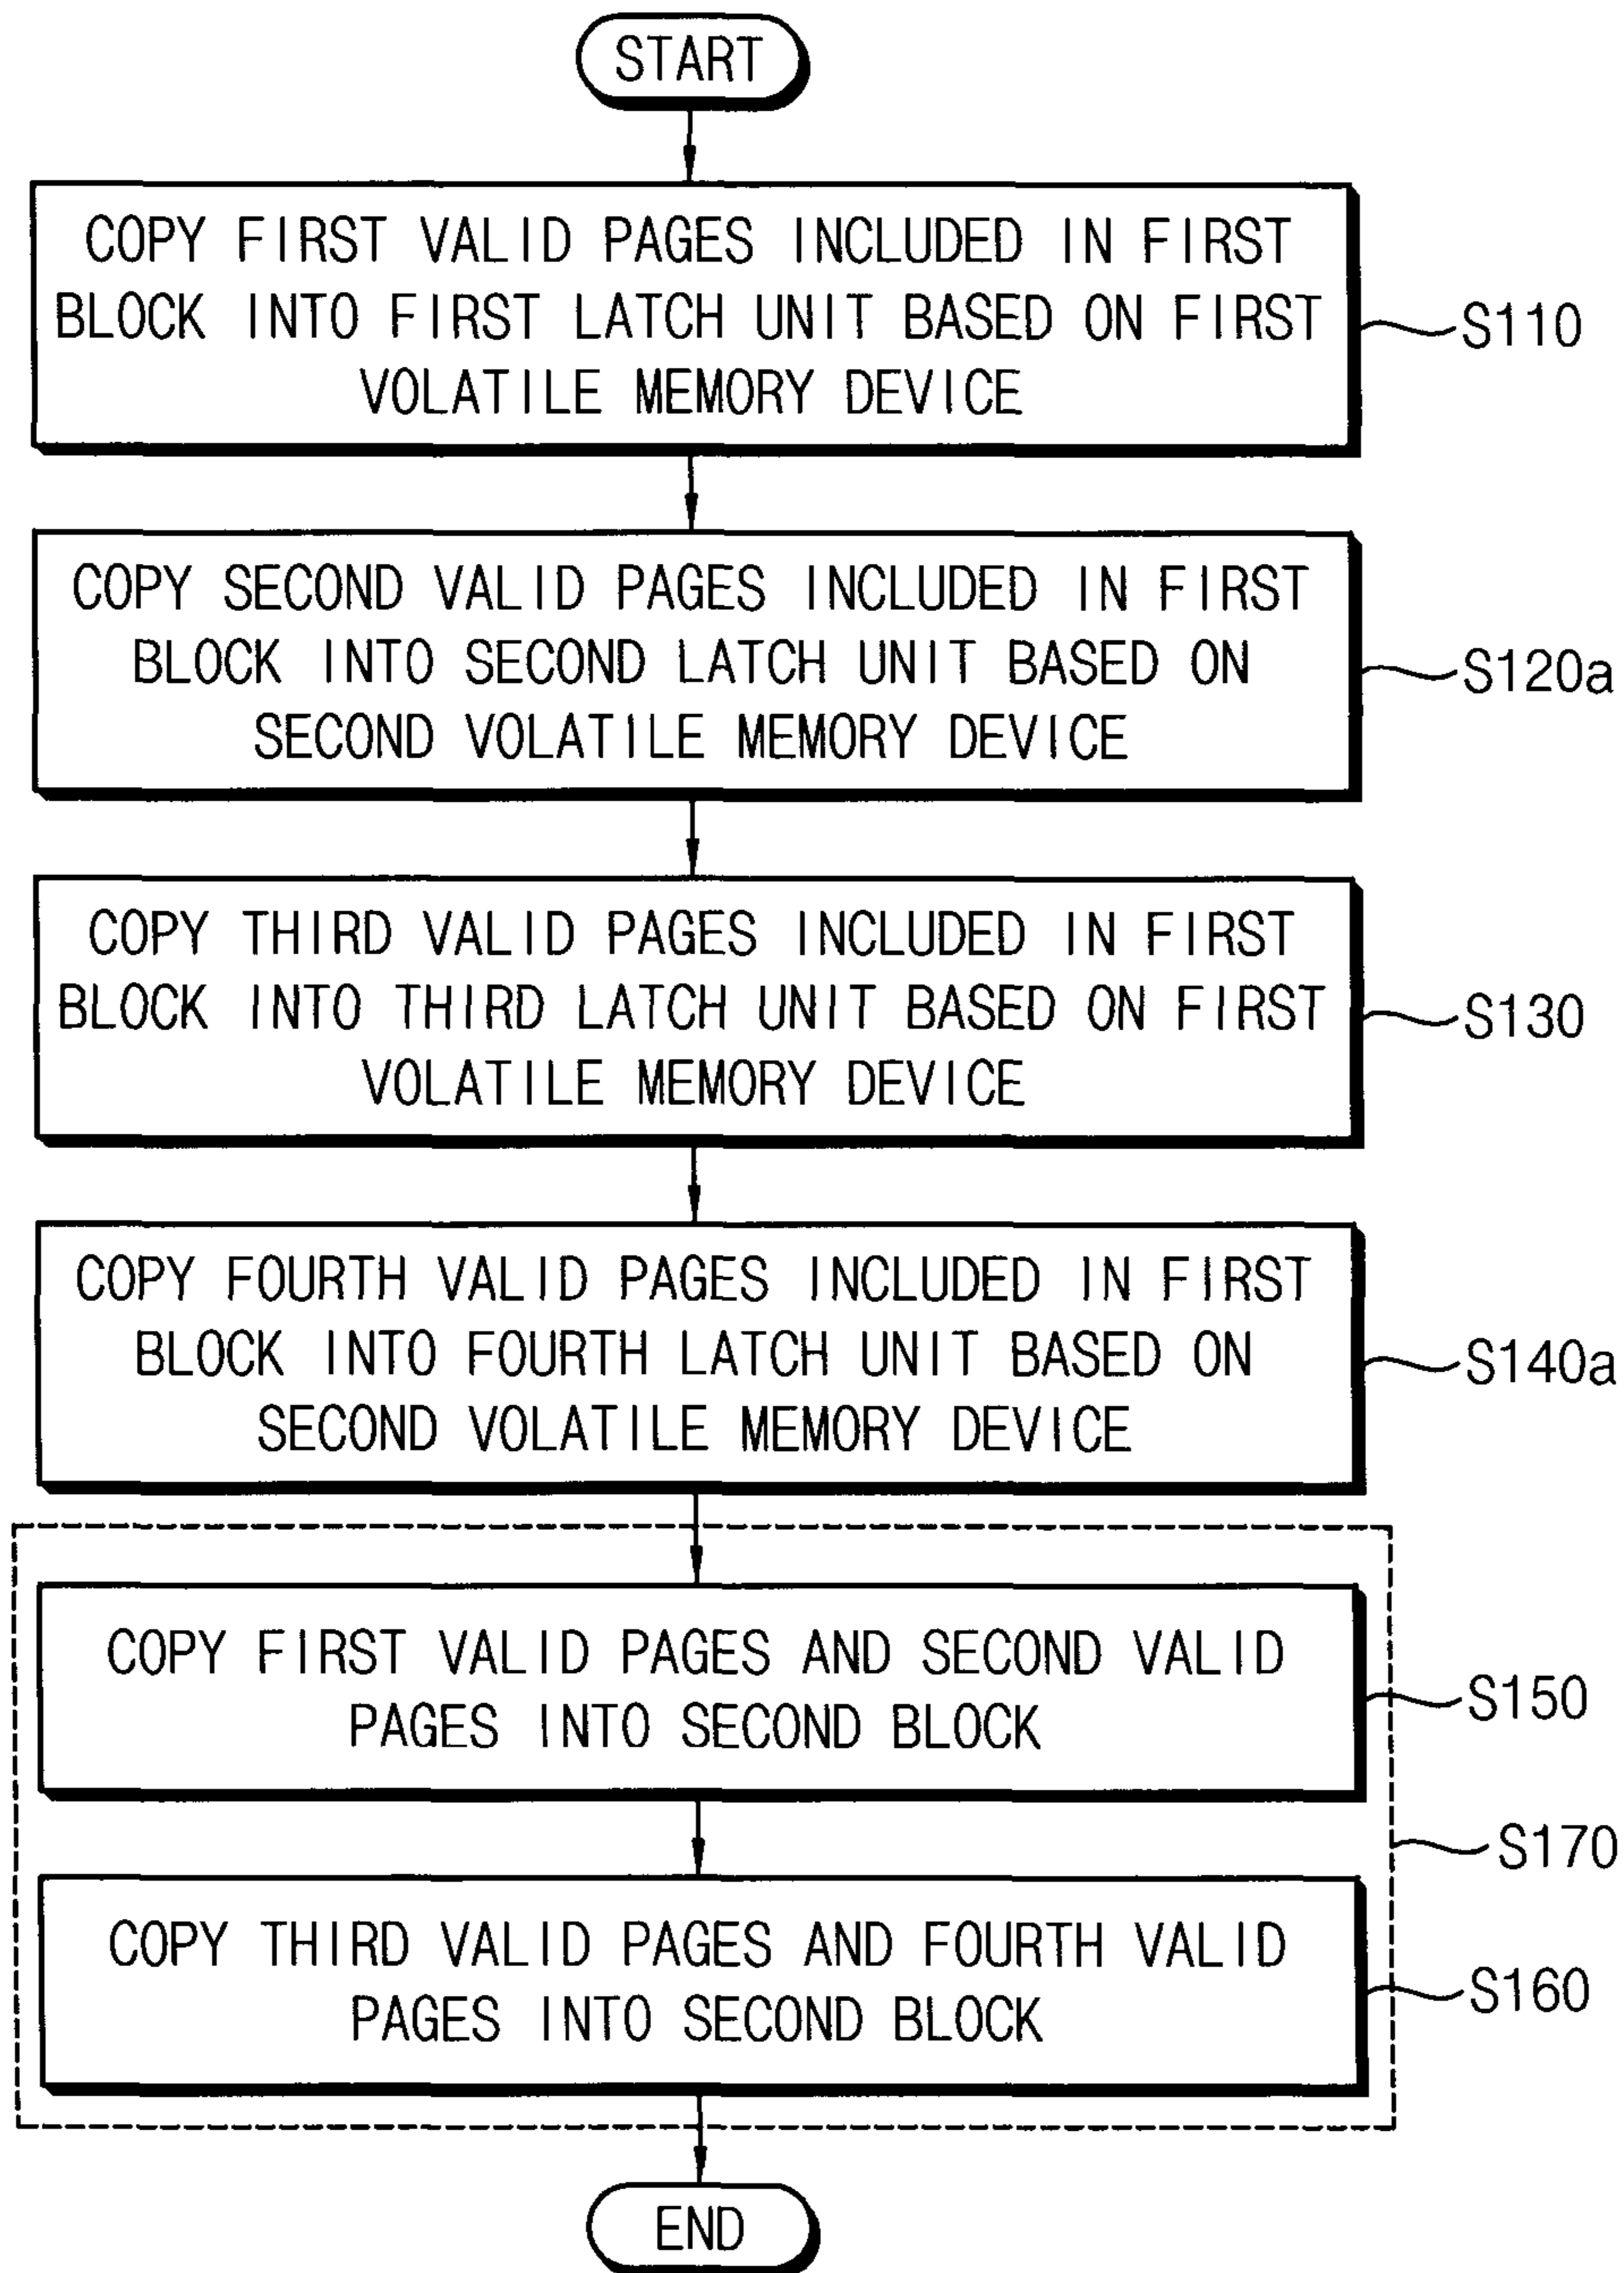 START
COPY FIRST VALID PAGES INCLUDED IN FIRST
BLOCK INTO FIRST LATCH UNIT BASED ON FIRST
VOLATILE MEMORY DEVICE
S110
COPY SECOND VALID PAGES INCLUDED IN FIRST
BLOCK INTO SECOND LATCH UNIT BASED ON
SECOND VOLATILE MEMORY DEVICE
S120a
COPY THIRD VALID PAGES INCLUDED IN FIRST
BLOCK INTO THIRD LATCH UNIT BASED ON FIRST
VOLATILE MEMORY DEVICE
S130
COPY FOURTH VALID PAGES INCLUDED IN FIRST
BLOCK INTO FOURTH LATCH UNIT BASED ON
SECOND VOLATILE MEMORY DEVICE
S140a
COPY FIRST VALID PAGES AND SECOND VALID
PAGES INTO SECOND BLOCK
S150
S170
COPY THIRD VALID PAGES AND FOURTH VALID
PAGES INTO SECOND BLOCK
S160
END